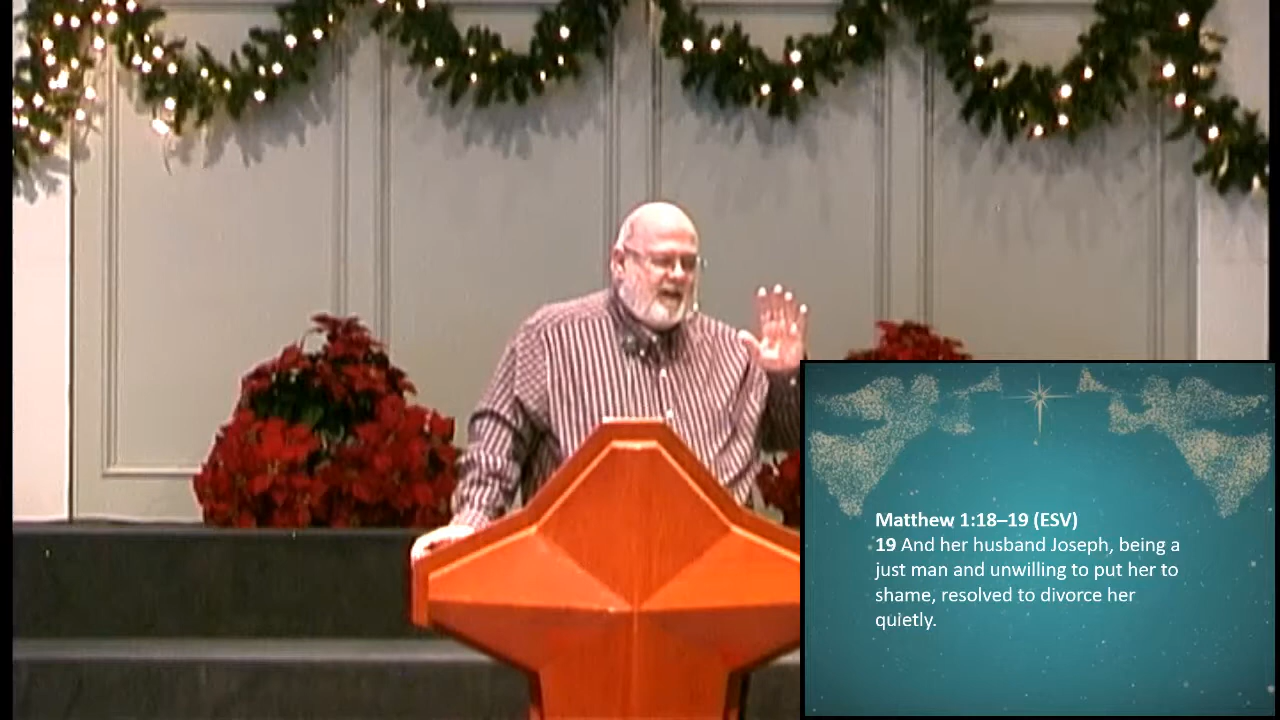 Matthew 1:18–19 (ESV)
19 And her husband Joseph, being a
just man and unwilling to put her to
shame, resolved to divorce her
quietly.